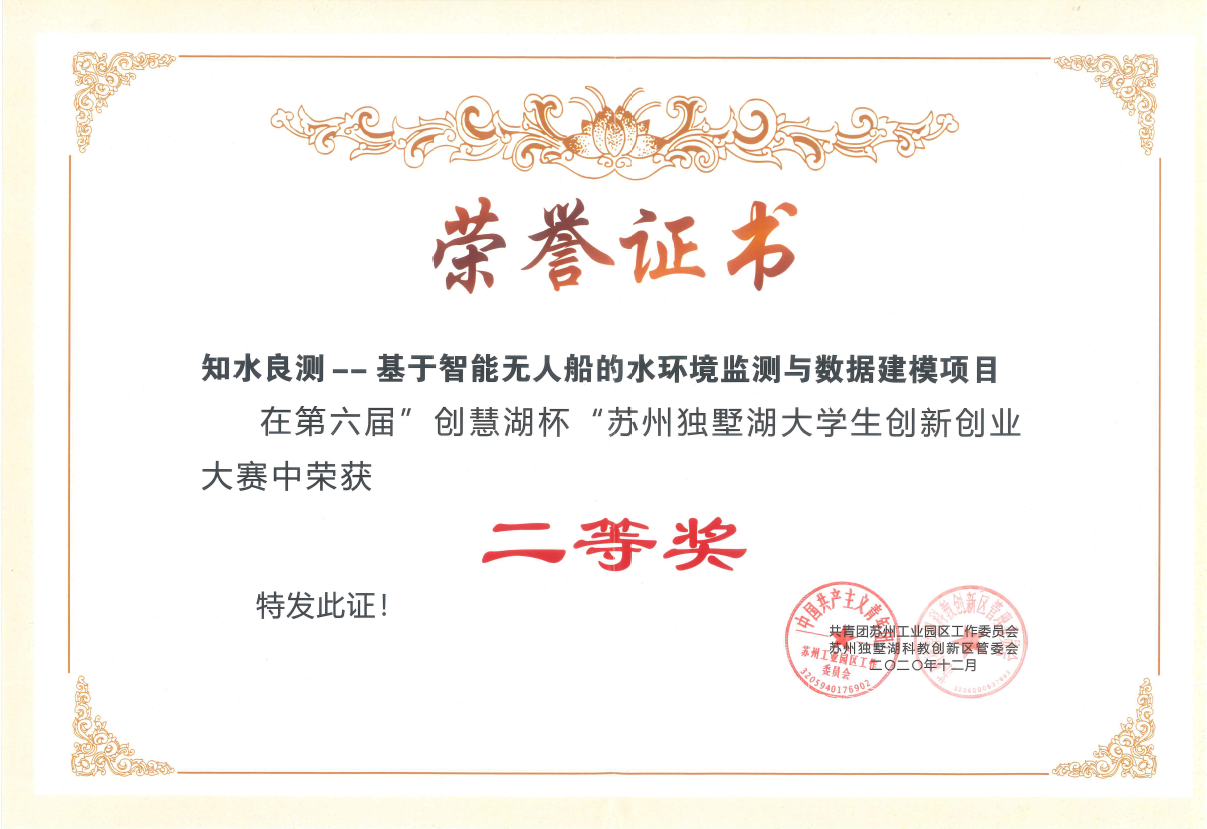 荣誉证书
知水良测--基于智能无人船的水环境监测与数据建模项目
在第六届”创慧湖杯“苏州独墅湖大学生创新创业
大赛中荣获
二等奖
特发此证！
共青团苏州工业园区工作委员会
苏州独墅湖科教创新区管委会
二〇二〇年十二月
中国共产主义青年团
苏州工业园区工作
委员会
3205940176902
科教创新区管理